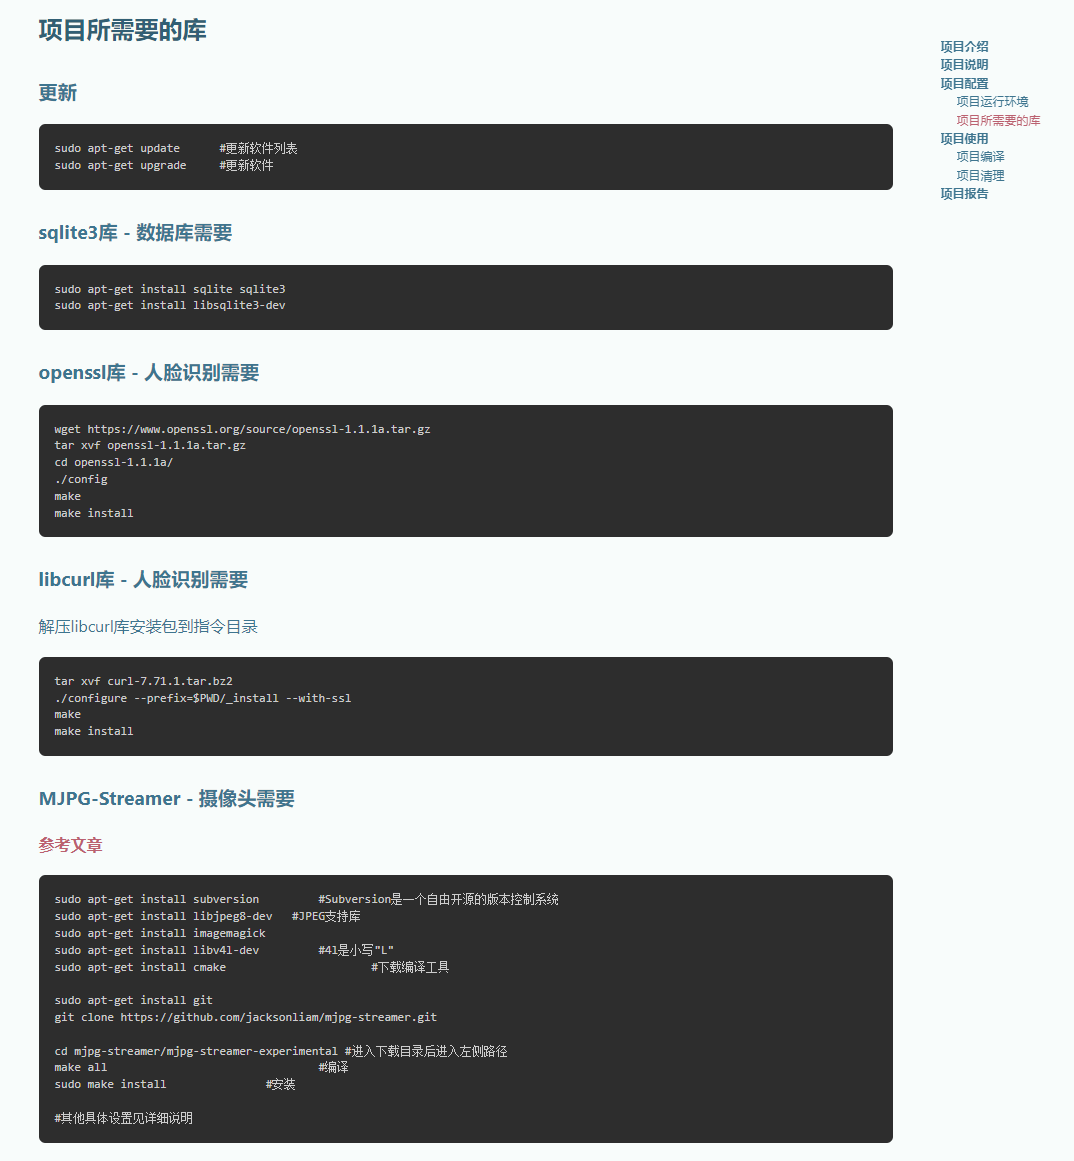 项目所需要的库
更新
sudo apt-get update #更新软件列表
sudo apt-get upgrade #更新软件
sqlite3库 - 数据库需要
sudo apt-get install sqlite sqlite3
sudo apt-get install libsqlite3-dev
openssl库 - 人脸识别需要
wget https://www.openssl.org/source/openssl-1.1.1a.tar.gz
tar xvf openssl-1.1.1a.tar.gz
cd openssl-1.1.1a/
./config
make
make install
libcurl库 - 人脸识别需要
解压libcurl库安装包到指令目录
tar xvf curl-7.71.1.tar.bz2
./configure --prefix=$PWD/_install --with-ssl
make
make install
MJPG-Streamer - 摄像头需要
参考文章
sudo apt-get install subversion #Subversion是一个自由开源的版本控制系统
sudo apt-get install libjpeg8-dev #JPEG支持库
sudo apt-get install imagemagick
sudo apt-get install libv4l-dev #4l是小写"L"
sudo apt-get install cmake #下载编译工具
sudo apt-get install git
git clone https://github.com/jacksonliam/mjpg-streamer.git
cd mjpg-streamer/mjpg-streamer-experimental #进入下载目录后进入左侧路径
make all #编译
sudo make install #安装
#其他具体设置见详细说明
项目介绍
项目说明
项目配置
项目运行环境
项目所需要的库
项目使用
项目编译
项目清理
项目报告